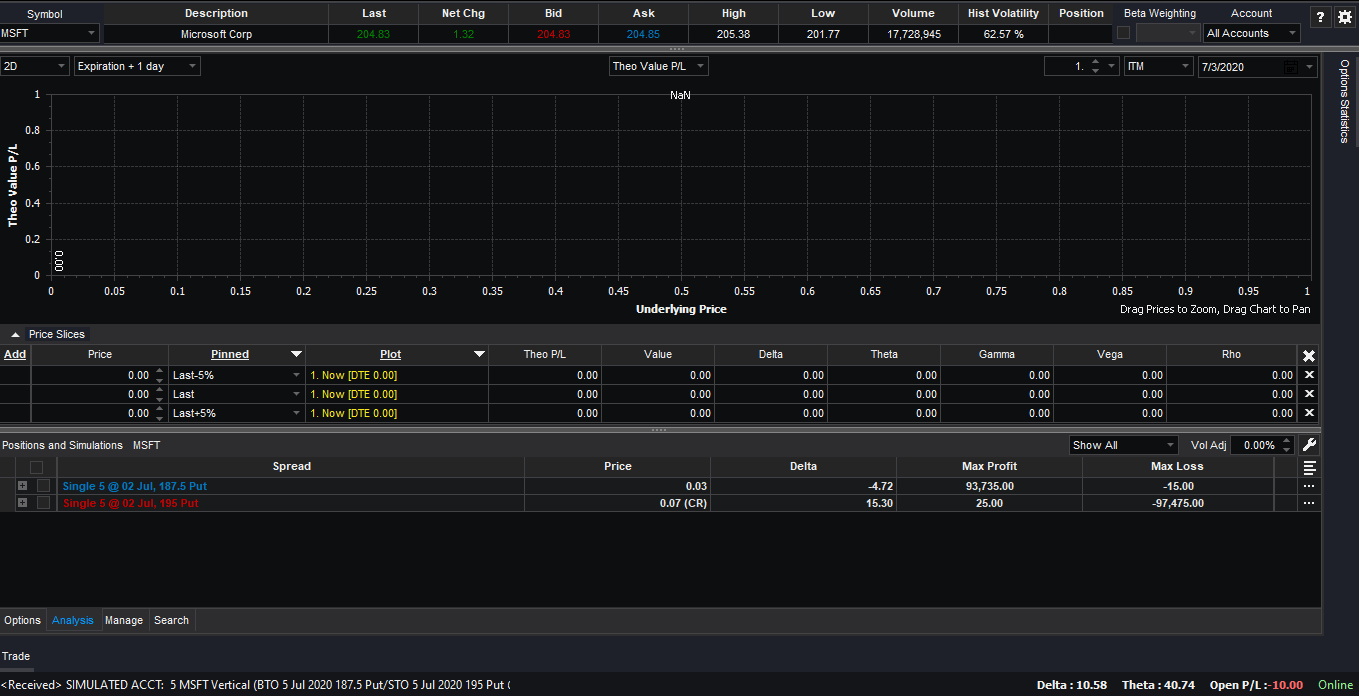 Symbol Description Last Net Chg Bid Ask High Low Volume Hist Volatility Position Beta Weighting Account ?
MSFT Microsoft Corp 204.83 1.32 204.83 204.85 205.38 201.77 17,728,945 62.57 % All Accounts
2D Expiration + 1 day Theo Value P/L 1. ITM 7/3/2020
Options Statistics
NaN
Theo Value P/L
1
0.8
0.6
0.4
0.2
0
0.00
0 0.05 0.1 0.15 0.2 0.25 0.3 0.35 0.4 0.45 0.5 0.55 0.6 0.65 0.7 0.75 0.8 0.85 0.9 0.95 1
Underlying Price
Drag Prices to Zoom, Drag Chart to Pan
Price Slices
Add Price Pinned Plot Theo P/L Value Delta Theta Gamma Vega Rho
0.00 Last-5% 1. Now [DTE 0.00] 0.00 0.00 0.00 0.00 0.00 0.00 0.00
0.00 Last 1. Now [DTE 0.00] 0.00 0.00 0.00 0.00 0.00 0.00 0.00
0.00 Last+5% 1. Now [DTE 0.00] 0.00 0.00 0.00 0.00 0.00 0.00 0.00
Positions and Simulations MSFT Show All Vol Adj 0.00%
Spread Price Delta Max Profit Max Loss
Single 5 @ 02 Jul, 187.5 Put 0.03 -4.72 93,735.00 -15.00
Single 5 @ 02 Jul, 195 Put 0.07 (CR) 15.30 25.00 -97,475.00
Options Analysis Manage Search
Trade
<Received> SIMULATED ACCT: 5 MSFT Vertical (BTO 5 Jul 2020 187.5 Put/STO 5 Jul 2020 195 Put Delta : 10.58 Theta : 40.74 Open P/L :-10.00 Online